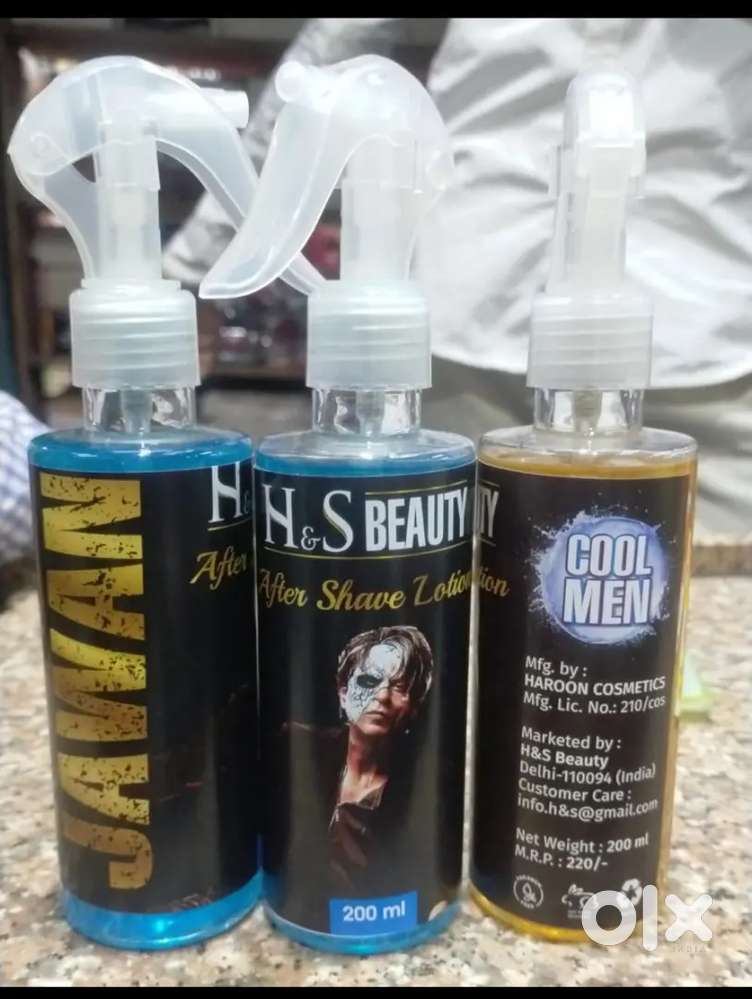 JAWAN
H&
After
H&S BEAUTY
After Shave Lotion
200 ml
TY
tion
COOL
MEN
Mfg. by :
HAROON COSMETICS
Mfg. Lic. No.: 210/cos
Marketed by :
H&S Beauty
Delhi-110094 (India)
Customer Care :
info.h&s@gmail.com
Net Weight : 200 ml
M.R.P. : 220/-
olx